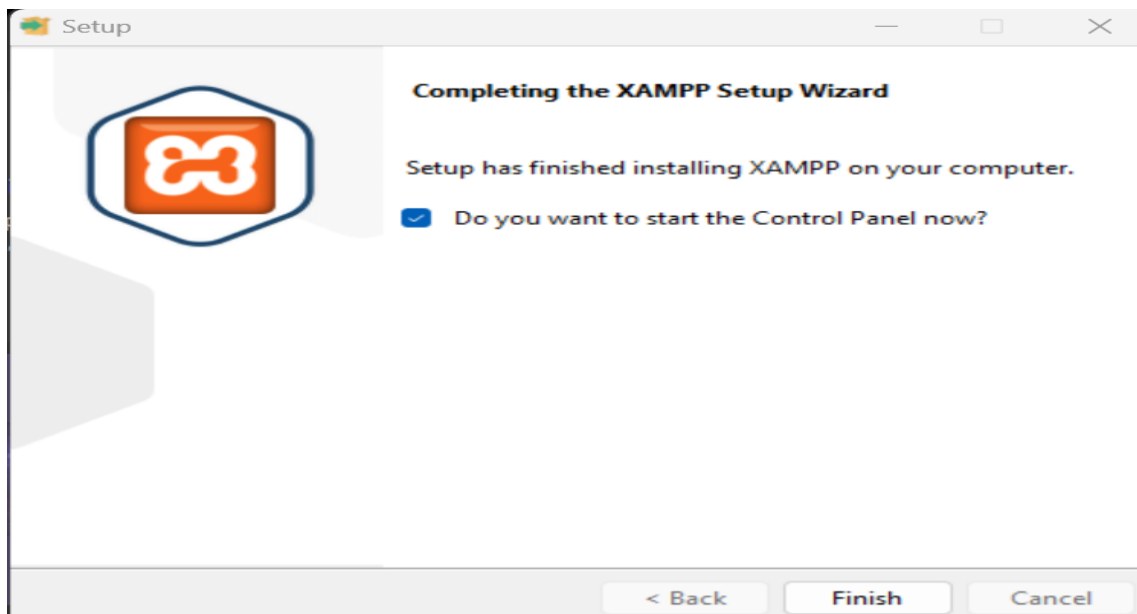 Setup
Completing the XAMPP Setup Wizard
Setup has finished installing XAMPP on your computer.
Do you want to start the Control Panel now?
< Back
Finish
Cancel